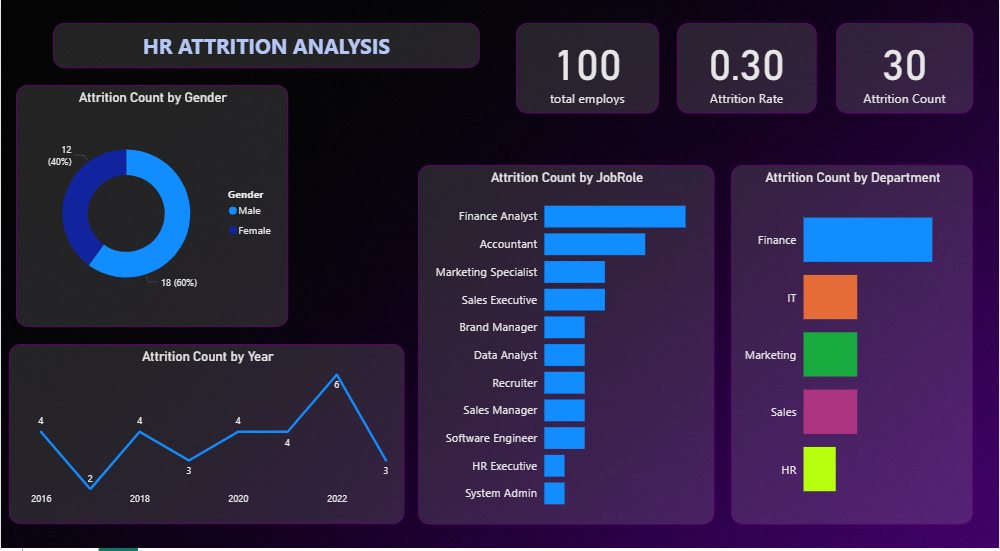 HR ATTRITION ANALYSIS
100
total employs
0.30
Attrition Rate
30
Attrition Count
Attrition Count by Gender
12
(40%)
18 (60%)
Gender
Male
Female
Attrition Count by Year
4
2
4
3
4
4
6
3
2016
2018
2020
2022
Attrition Count by JobRole
Finance Analyst
Accountant
Marketing Specialist
Sales Executive
Brand Manager
Data Analyst
Recruiter
Sales Manager
Software Engineer
HR Executive
System Admin
Attrition Count by Department
Finance
IT
Marketing
Sales
HR